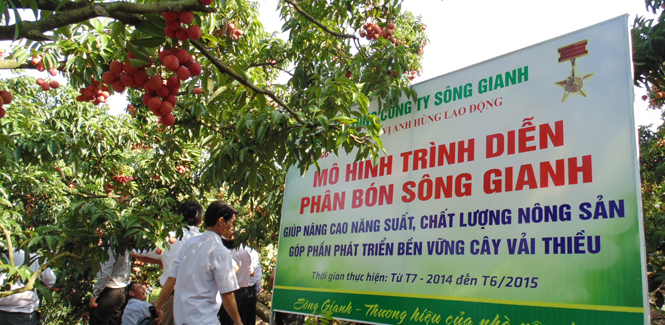 CÔNG TY SÔNG GIANH
VỊ ANH HÙNG LAO ĐỘNG
MÔ HÌNH TRÌNH DIỄN
PHÂN BÓN SÔNG GIANH
GIÚP NÂNG CAO NĂNG SUẤT, CHẤT LƯỢNG NÔNG SẢN
GÓP PHẦN PHÁT TRIỂN BỀN VỮNG CÂY VẢI THIỀU
Thời gian thực hiện: Từ T7 - 2014 đến T6/2015
Sông Gianh - Thương hiệu của nhà